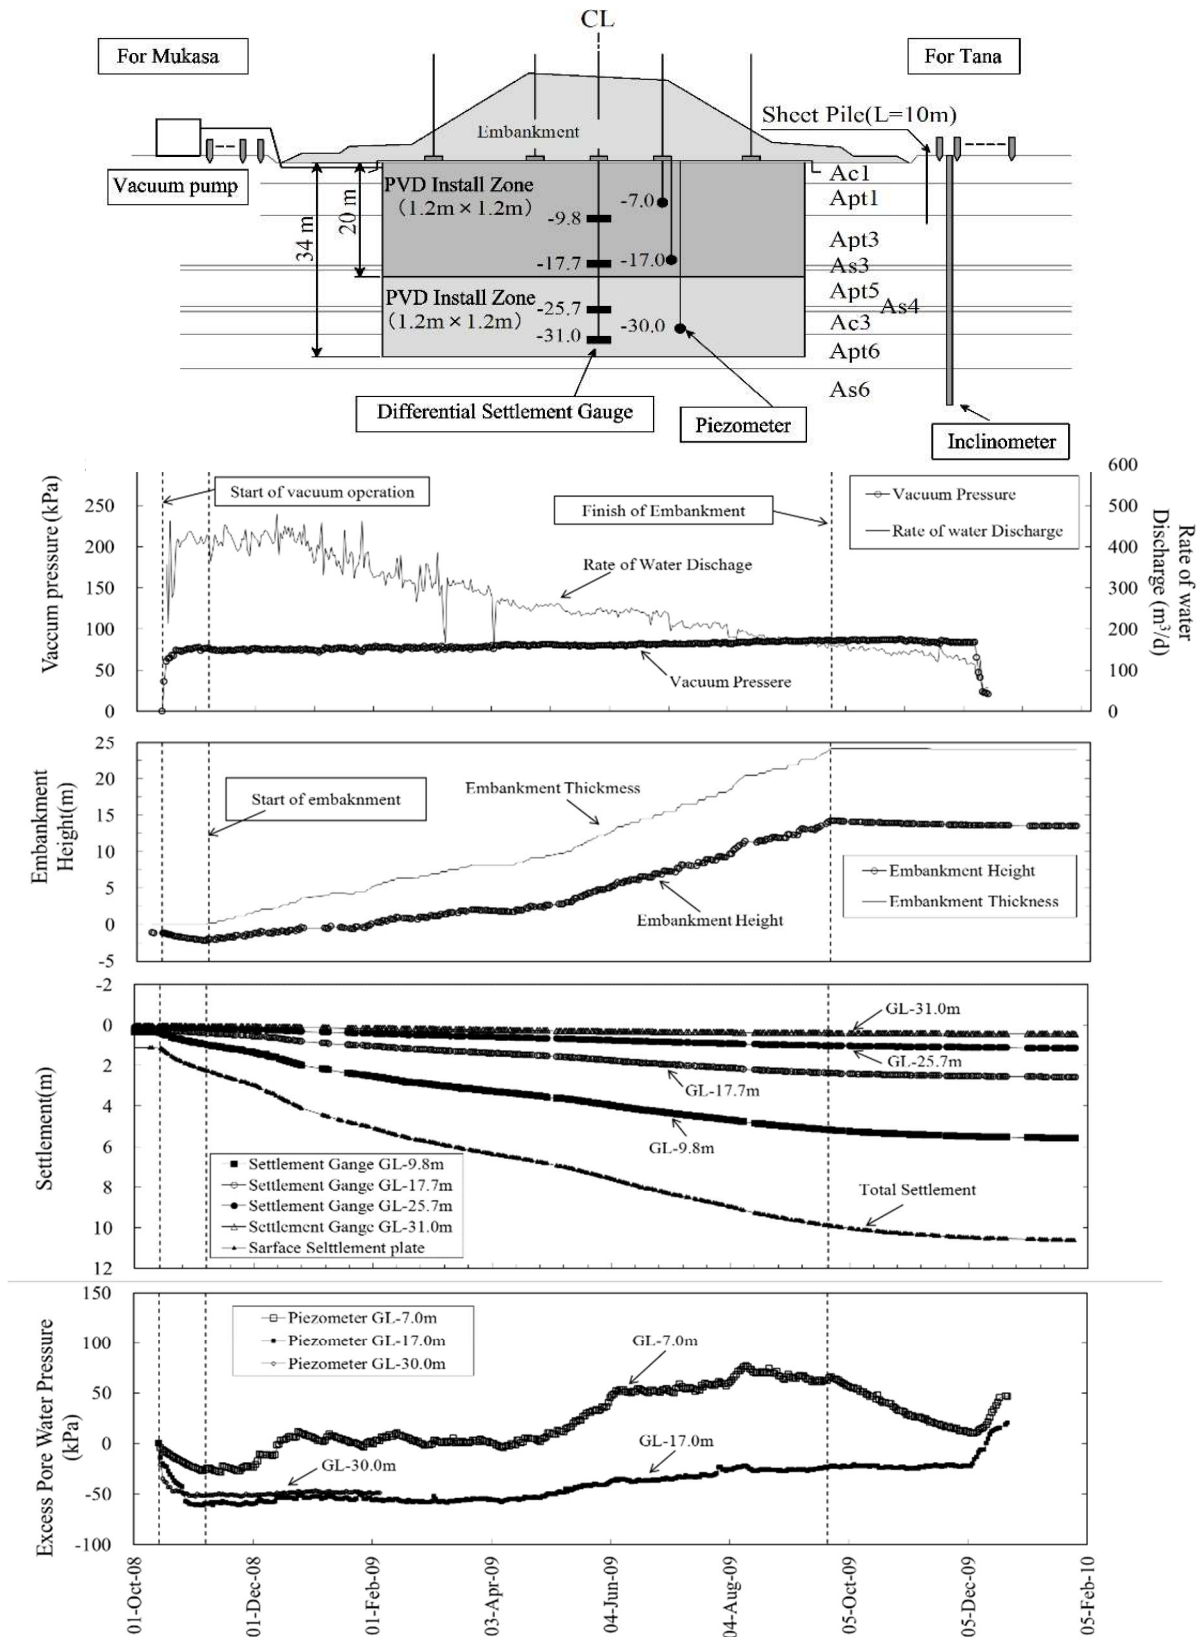 CL
For Mukasa
For Tana
Sheet Pile(L=10m)
Embankment
Vacuum pump
PVD Install Zone
(1.2m × 1.2m)
34 m
20 m
-7.0
-9.8
-17.0
-17.7
PVD Install Zone
(1.2m × 1.2m)
-25.7
-30.0
-31.0
Ac1
Apt1
Apt3
As3
Apt5
As4
Ac3
Apt6
As6
Differential Settlement Gauge
Piezometer
Inclinometer
Vaccum pressure (kPa)
250
200
150
100
50
0
Start of vacuum operation
Finish of Embankment
Vacuum Pressure
Rate of water Discharge
Rate of Water Dischage
Vacuum Pressere
600
500
400
300
200
100
0
Rate of water
Discharge (m³/d)
Embankment
Height(m)
25
20
15
10
5
0
-5
Start of embaknment
Embankment Thickness
Embankment Height
Embankment Height
Embankment Thickness
Settlement(m)
-2
0
2
4
6
8
10
12
GL-31.0m
GL-25.7m
GL-17.7m
GL-9.8m
Total Settlement
Settlement Gange GL-9.8m
Settlement Gange GL-17.7m
Settlement Gange GL-25.7m
Settlement Gange GL-31.0m
Sarface Selttlement plate
Excess Pore Water Pressure
(kPa)
150
100
50
0
-50
-100
Piezometer GL-7.0m
Piezometer GL-17.0m
Piezometer GL-30.0m
GL-7.0m
GL-17.0m
GL-30.0m
01-Oct-08
01-Dec-08
01-Feb-09
03-Apr-09
04-Jun-09
04-Aug-09
05-Oct-09
05-Dec-09
05-Feb-10